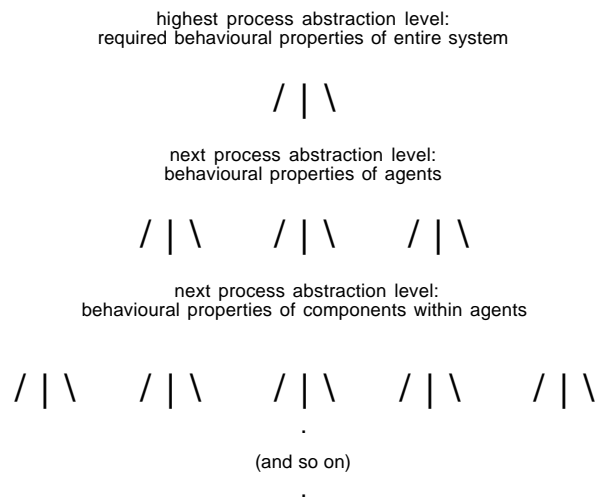 highest process abstraction level:
required behavioural properties of entire system
/ | \
next process abstraction level:
behavioural properties of agents
/ | \ / | \ / | \
next process abstraction level:
behavioural properties of components within agents
/ | \ / | \ / | \ / | \ / | \
.
(and so on)
.